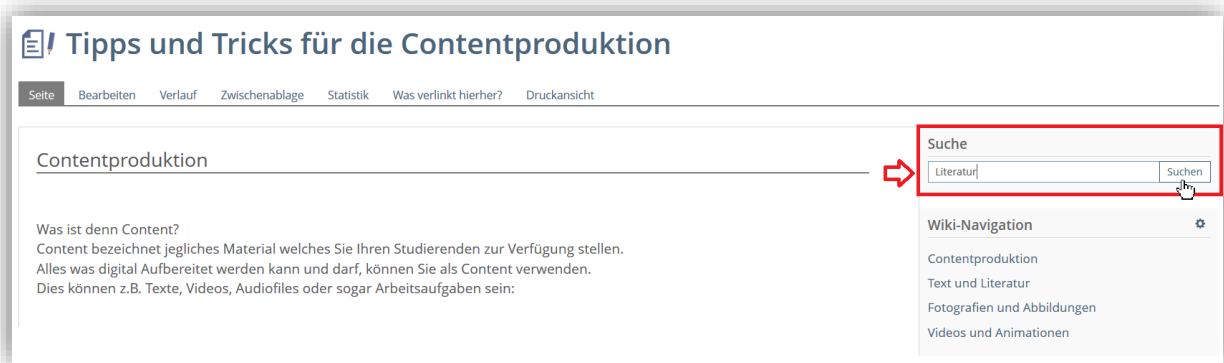 Tipps und Tricks für die Contentproduktion
Seite Bearbeiten Verlauf Zwischenablage Statistik Was verlinkt hierher? Druckansicht
Contentproduktion
Was ist denn Content?
Content bezeichnet jegliches Material welches Sie Ihren Studierenden zur Verfügung stellen.
Alles was digital Aufbereitet werden kann und darf, können Sie als Content verwenden.
Dies können z.B. Texte, Videos, Audiofiles oder sogar Arbeitsaufgaben sein:
Suche
Literatur Suchen
Wiki-Navigation
Contentproduktion
Text und Literatur
Fotografien und Abbildungen
Videos und Animationen